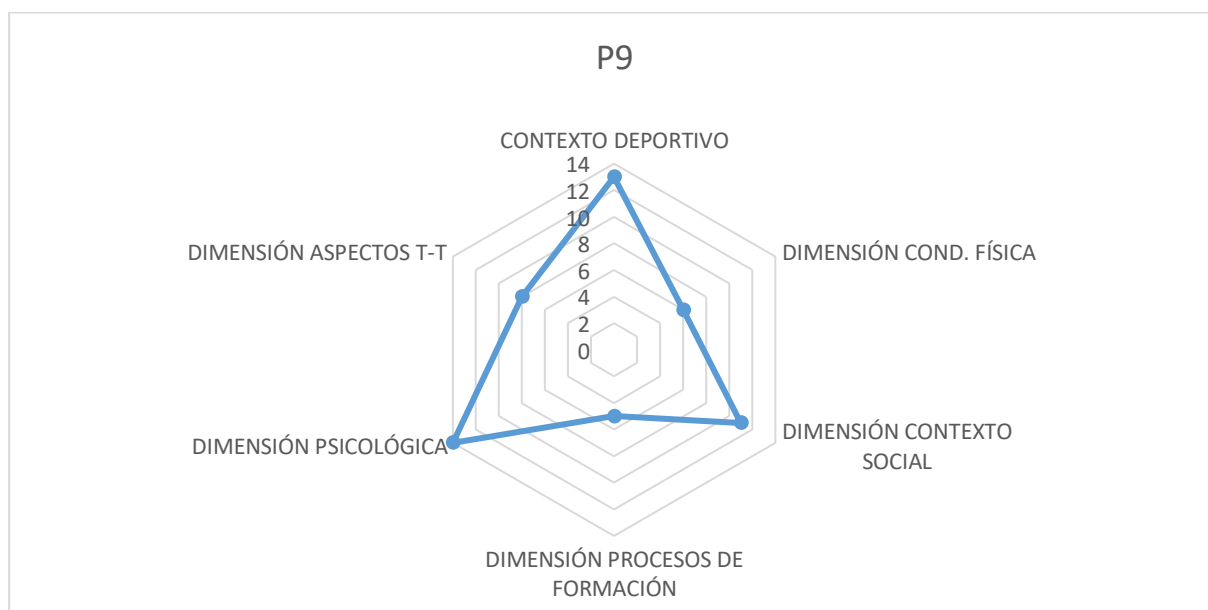 P9
CONTEXTO DEPORTIVO
14
12
10
8
6
4
2
0
DIMENSIÓN COND. FÍSICA
DIMENSIÓN CONTEXTO
SOCIAL
DIMENSIÓN PROCESOS DE
FORMACIÓN
DIMENSIÓN PSICOLÓGICA
DIMENSIÓN ASPECTOS T-T